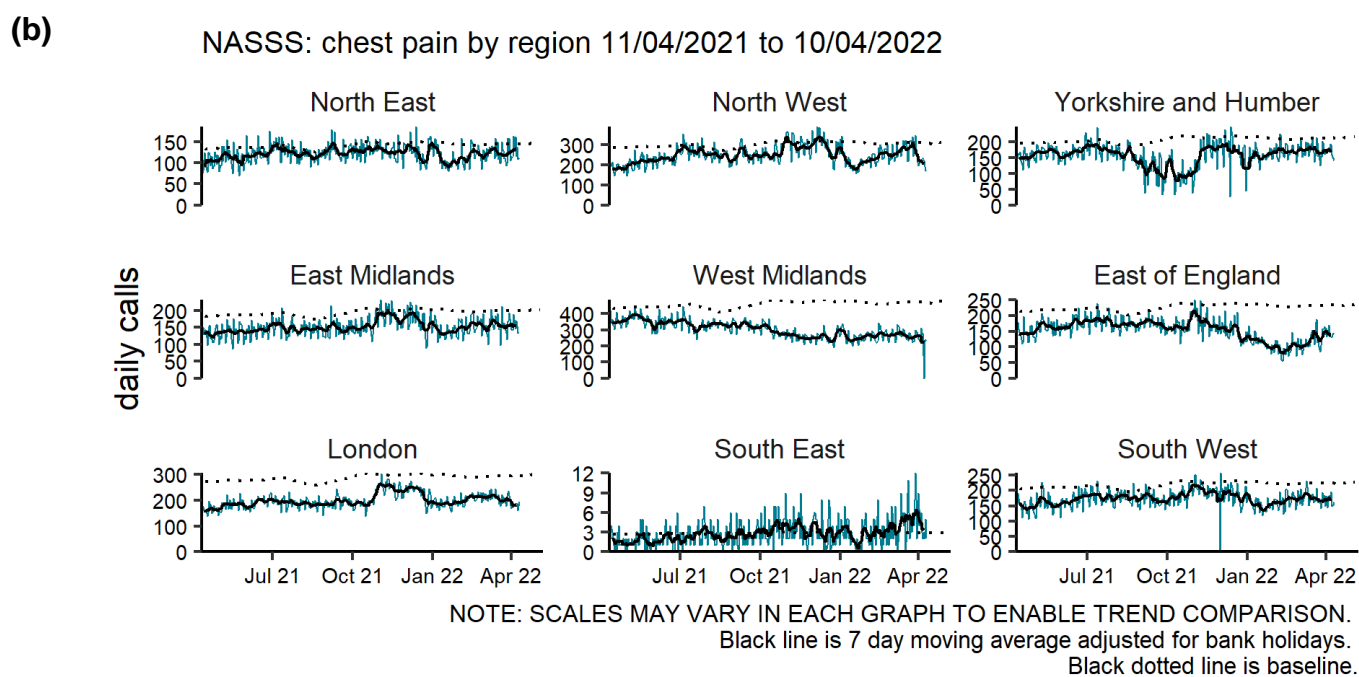 (b)
NASSS: chest pain by region 11/04/2021 to 10/04/2022
North East
North West
Yorkshire and Humber
150
100
50
0
300
200
100
0
200
150
100
50
0
daily calls
East Midlands
West Midlands
East of England
200
150
100
50
0
400
300
200
100
0
250
200
150
100
50
0
London
South East
South West
300
200
100
0
12
9
6
3
0
250
200
150
100
50
0
Jul 21 Oct 21 Jan 22 Apr 22
Jul 21 Oct 21 Jan 22 Apr 22
Jul 21 Oct 21 Jan 22 Apr 22
NOTE: SCALES MAY VARY IN EACH GRAPH TO ENABLE TREND COMPARISON.
Black line is 7 day moving average adjusted for bank holidays.
Black dotted line is baseline.